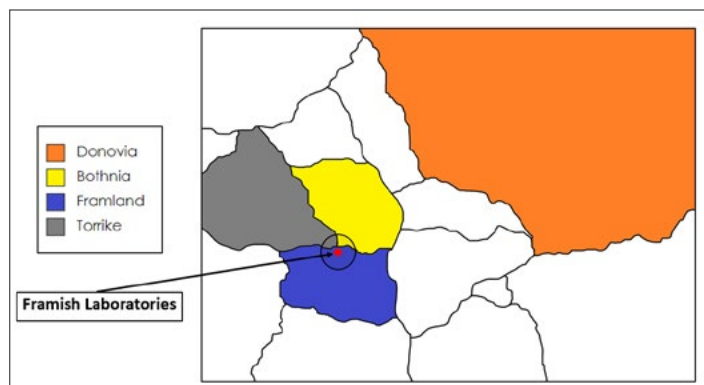 Donovia
Bothnia
Framland
Torrike
Framish Laboratories